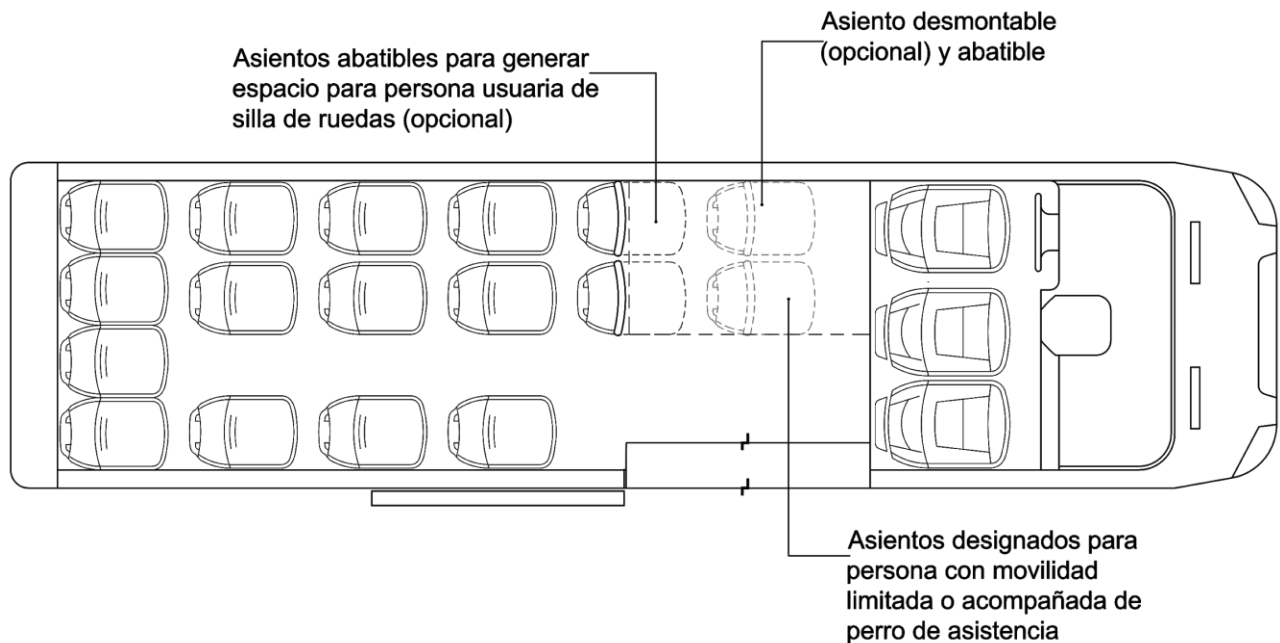 Asiento desmontable
(opcional) y abatible
Asientos abatibles para generar
espacio para persona usuaria de
silla de ruedas (opcional)
Asientos designados para
persona con movilidad
limitada o acompañada de
perro de asistencia